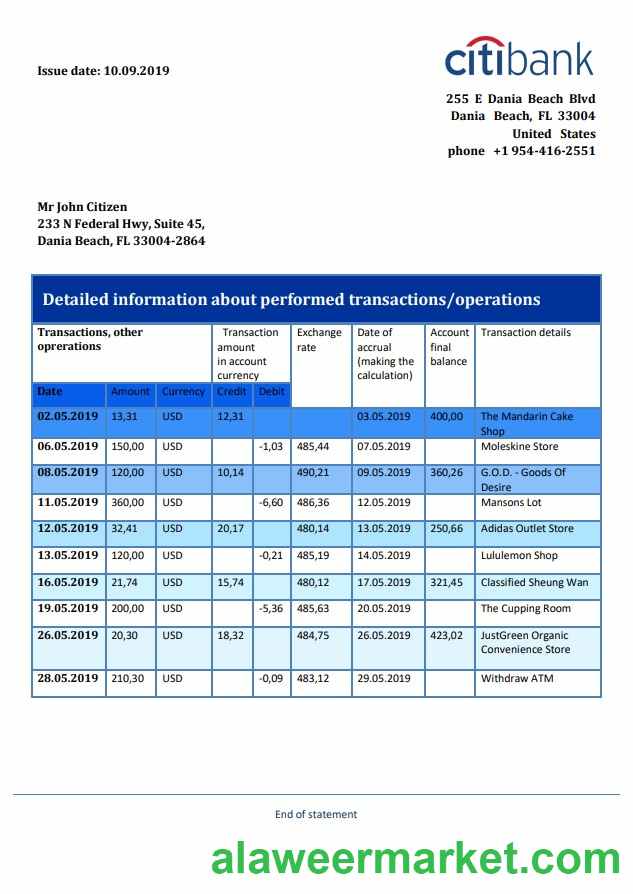 citibank
Issue date: 10.09.2019
255 E Dania Beach Blvd
Dania Beach, FL 33004
United States
phone +1 954-416-2551
Mr John Citizen
233 N Federal Hwy, Suite 45,
Dania Beach, FL 33004-2864
Detailed information about performed transactions/operations
Transactions, other
oprerations
Transaction
amount
in account
currency
Exchange
rate
Date of
accrual
(making the
calculation)
Account
final
balance
Transaction details
Date Amount Currency Credit Debit
02.05.2019 13,31 USD 12,31 03.05.2019 400,00 The Mandarin Cake
Shop
06.05.2019 150,00 USD -1,03 485,44 07.05.2019 Moleskine Store
08.05.2019 120,00 USD 10,14 490,21 09.05.2019 360,26 G.O.D. - Goods Of
Desire
11.05.2019 360,00 USD -6,60 486,36 12.05.2019 Mansons Lot
12.05.2019 32,41 USD 20,17 480,14 13.05.2019 250,66 Adidas Outlet Store
13.05.2019 120,00 USD -0,21 485,19 14.05.2019 Lululemon Shop
16.05.2019 21,74 USD 15,74 480,12 17.05.2019 321,45 Classified Sheung Wan
19.05.2019 200,00 USD -5,36 485,63 20.05.2019 The Cupping Room
26.05.2019 20,30 USD 18,32 484,75 26.05.2019 423,02 JustGreen Organic
Convenience Store
28.05.2019 210,30 USD -0,09 483,12 29.05.2019 Withdraw ATM
End of statement
alaweermarket.com